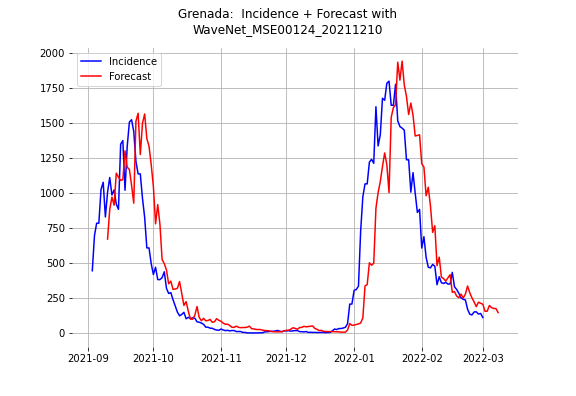 Grenada:  Incidence + Forecast with
WaveNet_MSE00124_20211210
Incidence
Forecast
2000
1750
1500
1250
1000
750
500
250
0
2021-09 2021-10 2021-11 2021-12 2022-01 2022-02 2022-03